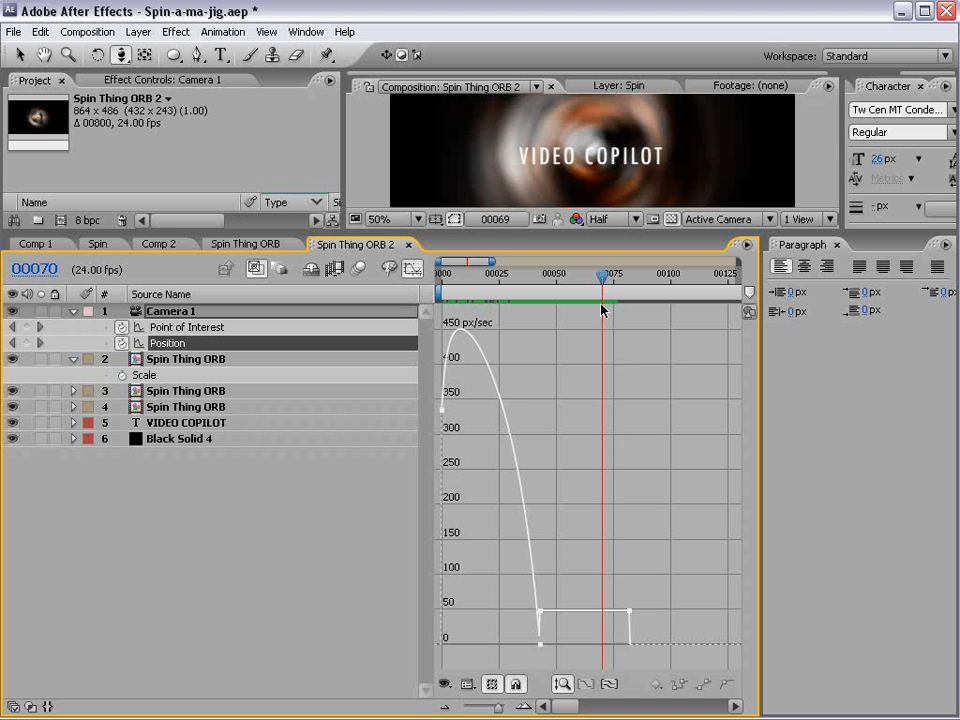 Adobe After Effects - Spin-a-ma-jig.aep *
File Edit Composition Layer Effect Animation View Window Help
Workspace: Standard
Project Effect Controls: Camera 1
Composition: Spin Thing ORB 2 Layer: Spin Footage: (none)
Character
Spin Thing ORB 2
864 x 486 (432 x 243) (1.00)
Δ 00800, 24.00 fps
VIDEO COPILOT
Tw Cen MT Conde...
Regular
26 px
Metrics
- px
Name Type
8 bpc
50% 00069 Half Active Camera 1 View
Comp 1 Spin Comp 2 Spin Thing ORB Spin Thing ORB 2
Paragraph
00070 (24.00 fps)
0000 00025 00050 00075 00100 00125
# Source Name
1 Camera 1
Point of Interest
Position
2 Spin Thing ORB
Scale
3 Spin Thing ORB
4 Spin Thing ORB
5 T VIDEO COPILOT
6 Black Solid 4
450 px/sec
400
350
300
250
200
150
100
50
0
0 px 0 px 0 px
0 px 0 px